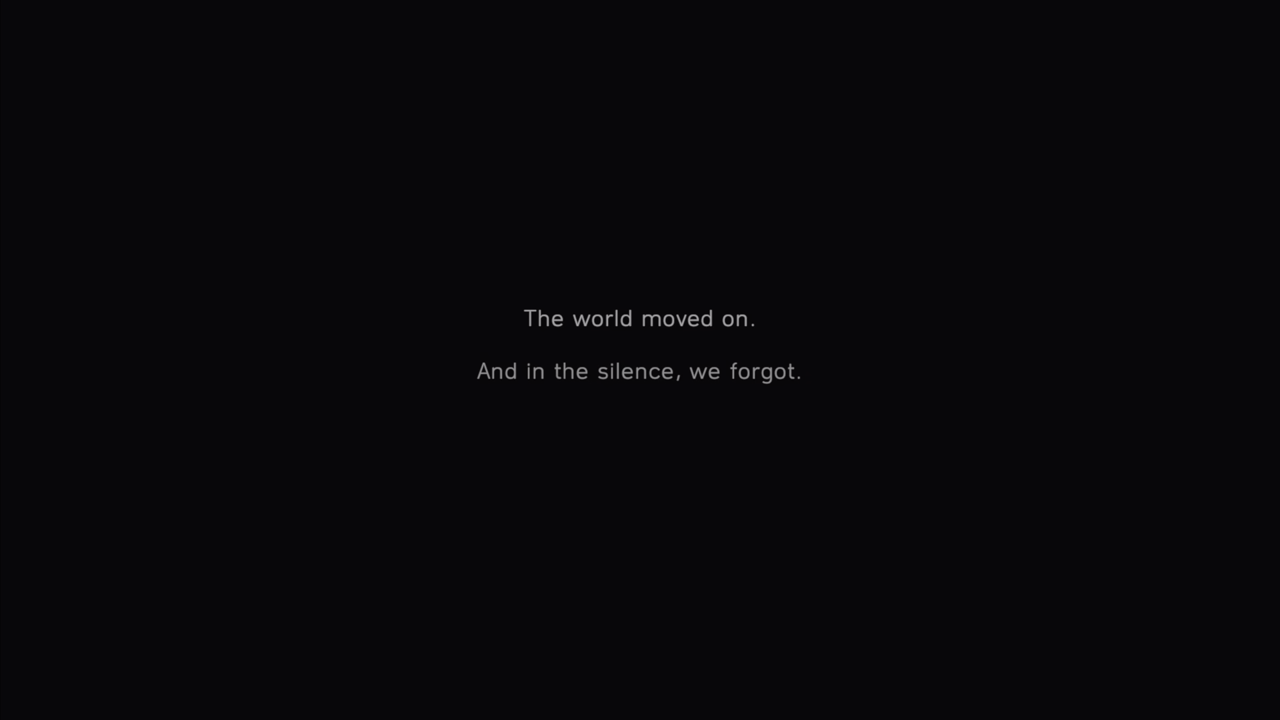 The world moved on.
And in the silence, we forgot.